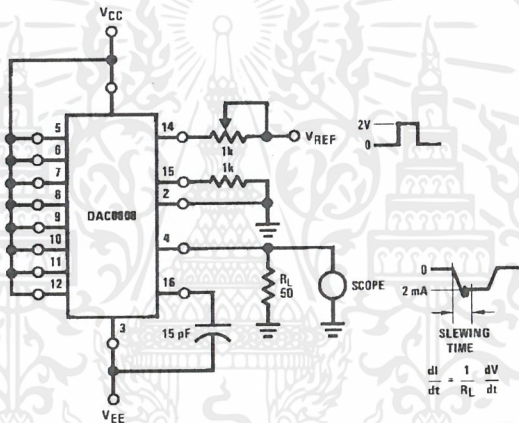 VCC
5
6
7
8
9
10
11
12
DAC0808
14
1k
VREF
15
1k
2
4
16
RL
50
SCOPE
15 pF
3
VEE
2V
0
0
2 mA
SLEWING
TIME
dI/dt = 1/RL dV/dt